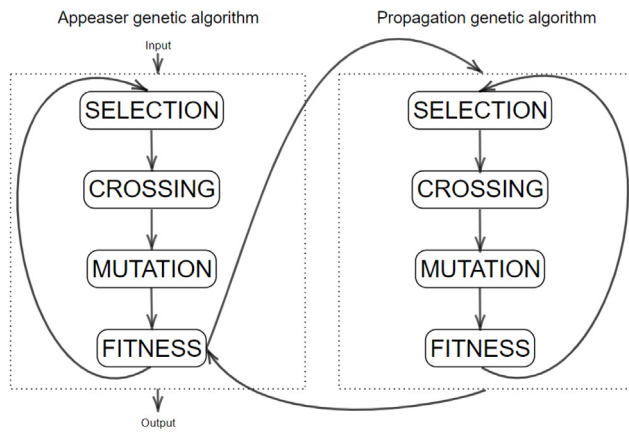 Appeaser genetic algorithm
Propagation genetic algorithm
Input
SELECTION
CROSSING
MUTATION
FITNESS
Output
SELECTION
CROSSING
MUTATION
FITNESS